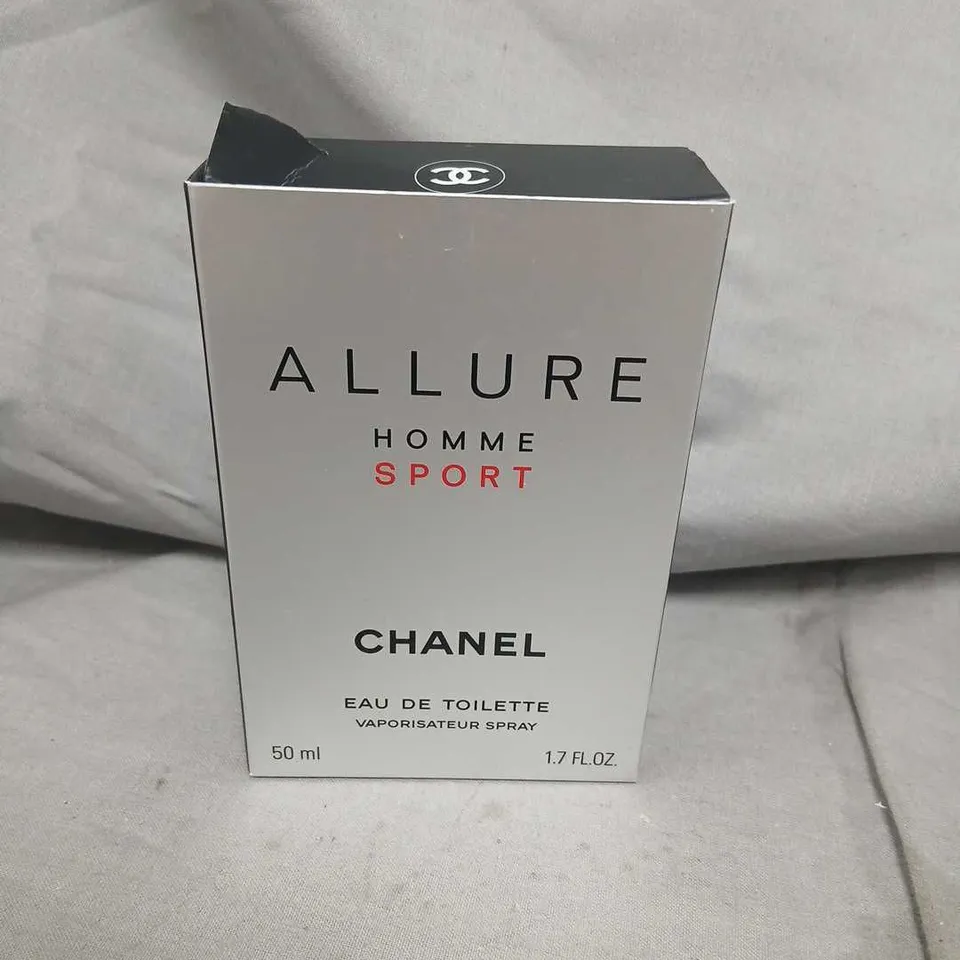 ALLURE
HOMME
SPORT
CHANEL
EAU DE TOILETTE
VAPORISATEUR SPRAY
50 ml 1.7 FL.OZ.